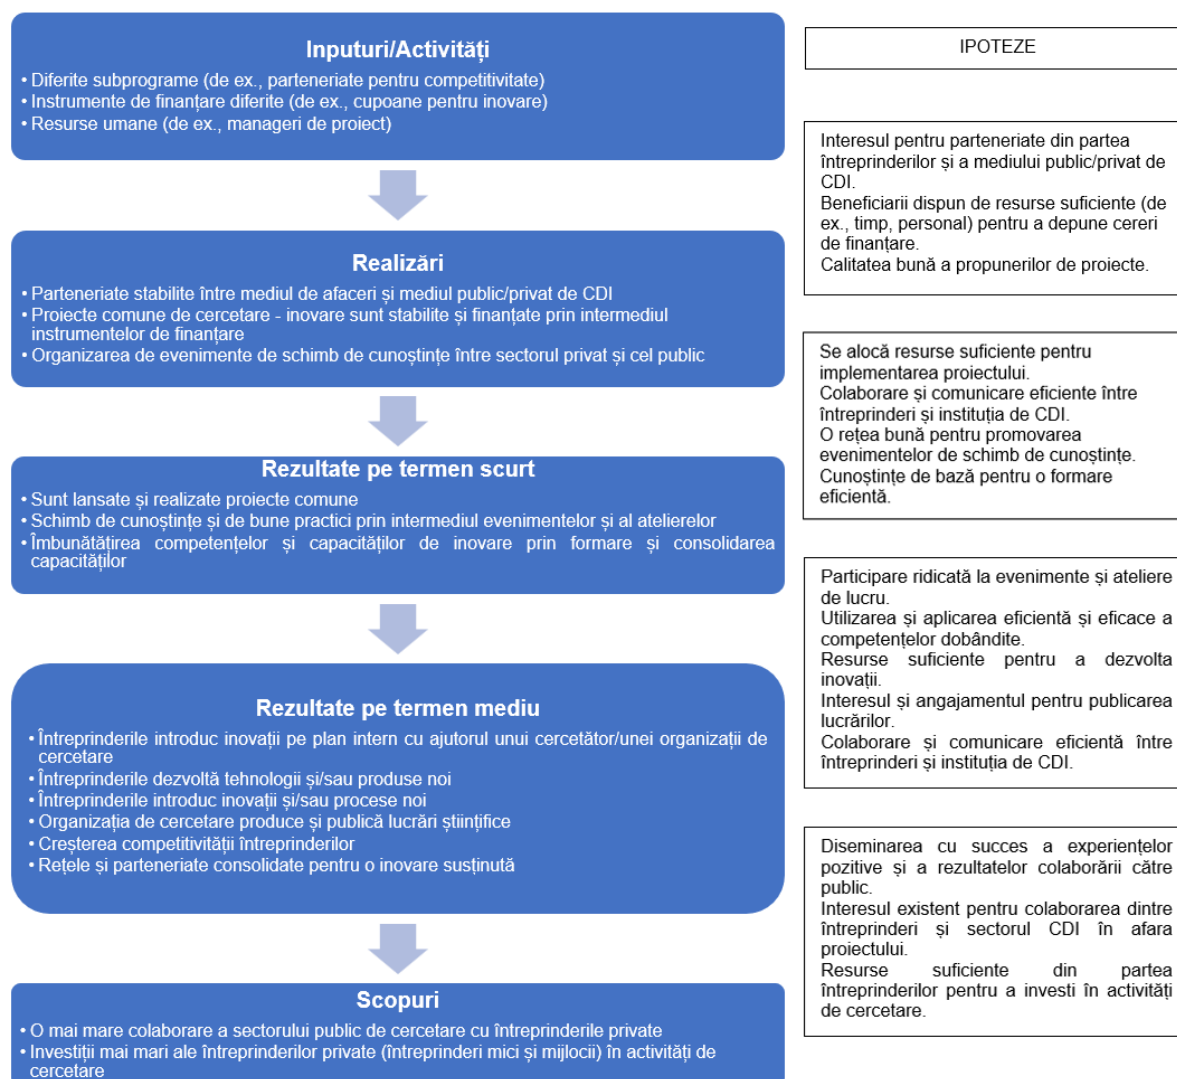 Inputuri/Activități
• Diferite subprograme (de ex., parteneriate pentru competitivitate)
• Instrumente de finanțare diferite (de ex., cupoane pentru inovare)
• Resurse umane (de ex., manageri de proiect)
Realizări
• Parteneriate stabilite între mediul de afaceri și mediul public/privat de CDI
• Proiecte comune de cercetare - inovare sunt stabilite și finanțate prin intermediul
instrumentelor de finanțare
• Organizarea de evenimente de schimb de cunoștințe între sectorul privat și cel public
Rezultate pe termen scurt
• Sunt lansate și realizate proiecte comune
• Schimb de cunoștințe și de bune practici prin intermediul evenimentelor și al atelierelor
• Îmbunătățirea competențelor și capacităților de inovare prin formare și consolidarea
capacităților
Rezultate pe termen mediu
• Întreprinderile introduc inovații pe plan intern cu ajutorul unui cercetător/unei organizații de
cercetare
• Întreprinderile dezvoltă tehnologii și/sau produse noi
• Întreprinderile introduc inovații și/sau procese noi
• Organizația de cercetare produce și publică lucrări științifice
• Creșterea competitivității întreprinderilor
• Rețele și parteneriate consolidate pentru o inovare susținută
Scopuri
• O mai mare colaborare a sectorului public de cercetare cu întreprinderile private
• Investiții mai mari ale întreprinderilor private (întreprinderi mici și mijlocii) în activități de
cercetare
IPOTEZE
Interesul pentru parteneriate din partea
întreprinderilor și a mediului public/privat de
CDI.
Beneficiarii dispun de resurse suficiente (de
ex., timp, personal) pentru a depune cereri
de finanțare.
Calitatea bună a propunerilor de proiecte.
Se alocă resurse suficiente pentru
implementarea proiectului.
Colaborare și comunicare eficiente între
întreprinderi și instituția de CDI.
O rețea bună pentru promovarea
evenimentelor de schimb de cunoștințe.
Cunoștințe de bază pentru o formare
eficientă.
Participare ridicată la evenimente și ateliere
de lucru.
Utilizarea și aplicarea eficientă și eficace a
competențelor dobândite.
Resurse suficiente pentru a dezvolta
inovații.
Interesul și angajamentul pentru publicarea
lucrărilor.
Colaborare și comunicare eficientă între
întreprinderi și instituția de CDI.
Diseminarea cu succes a experiențelor
pozitive și a rezultatelor colaborării către
public.
Interesul existent pentru colaborarea dintre
întreprinderi și sectorul CDI în afara
proiectului.
Resurse suficiente din partea
întreprinderilor pentru a investi în activități
de cercetare.